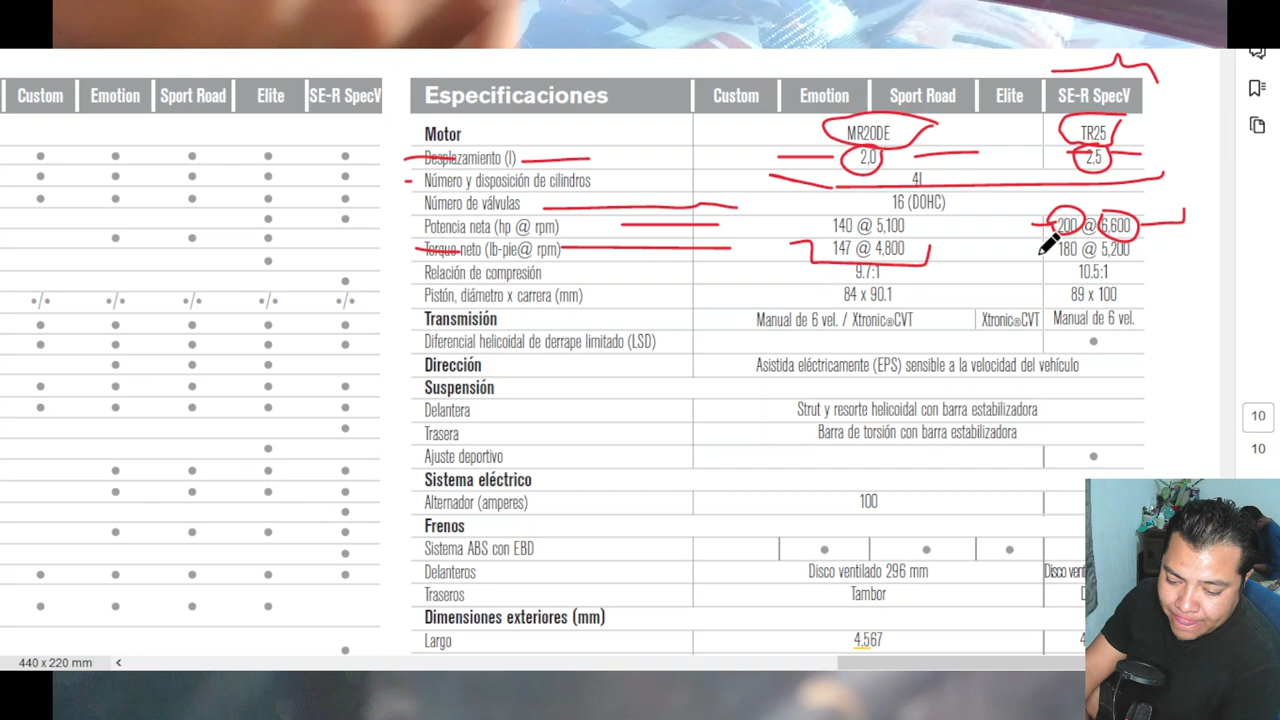 Custom Emotion Sport Road Elite SE-R SpecV
Especificaciones Custom Emotion Sport Road Elite SE-R SpecV
Motor MR20DE TR25
Desplazamiento (l) 2,0 2,5
Número y disposición de cilindros 4l
Número de válvulas 16 (DOHC)
Potencia neta (hp @ rpm) 140 @ 5,100 200 @ 6,600
Torque neto (lb-pie@ rpm) 147 @ 4,800 180 @ 5,200
Relación de compresión 9.7:1 10.5:1
Pistón, diámetro x carrera (mm) 84 x 90.1 89 x 100
Transmisión Manual de 6 vel. / Xtronic®CVT Xtronic®CVT Manual de 6 vel.
Diferencial helicoidal de derrape limitado (LSD)
Dirección Asistida eléctricamente (EPS) sensible a la velocidad del vehículo
Suspensión
Delantera Strut y resorte helicoidal con barra estabilizadora
Trasera Barra de torsión con barra estabilizadora
Ajuste deportivo
Sistema eléctrico
Alternador (amperes) 100
Frenos
Sistema ABS con EBD
Delanteros Disco ventilado 296 mm Disco
Traseros Tambor
Dimensiones exteriores (mm)
Largo 4,567
10
10
440 x 220 mm